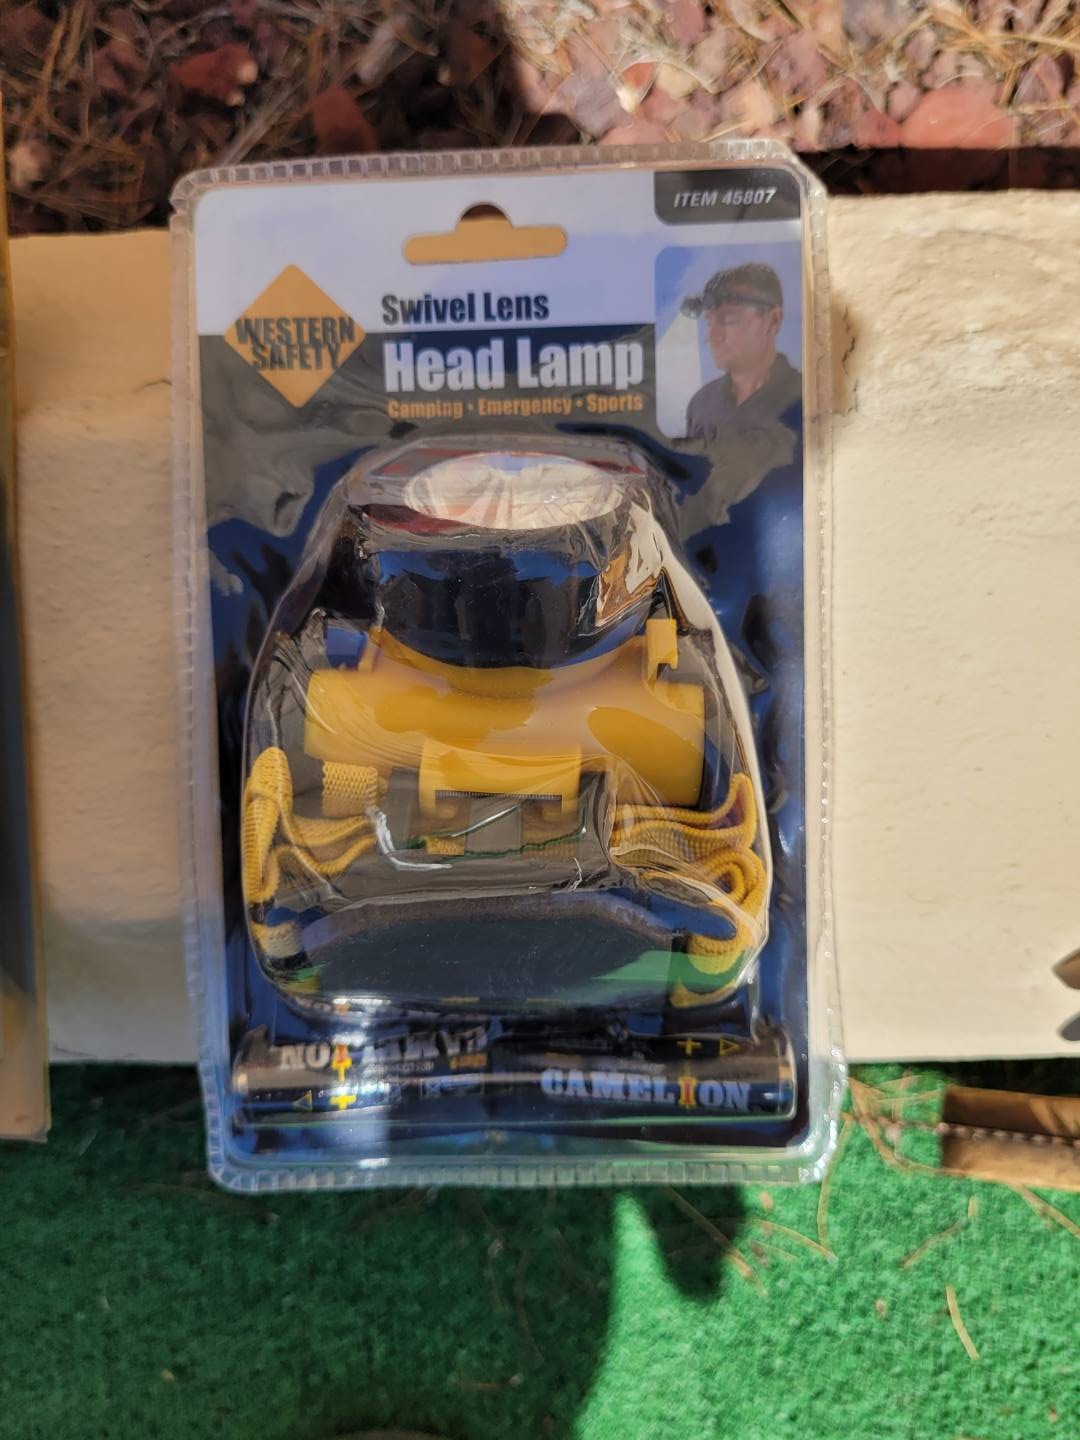 ITEM 45807
WESTERN
SAFETY
Swivel Lens
Head Lamp
Camping • Emergency • Sports
CAMELION